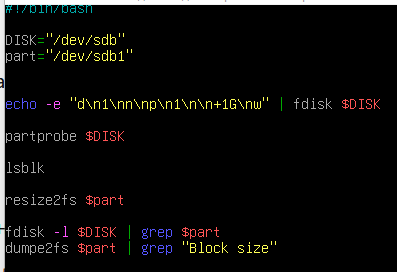 #!/bin/bash
DISK="/dev/sdb"
part="/dev/sdb1"
echo -e "d\n1\nn\np\n1\n\n+1G\nw" | fdisk $DISK
partprobe $DISK
lsblk
resize2fs $part
fdisk -l $DISK | grep $part
dumpe2fs $part | grep "Block size"